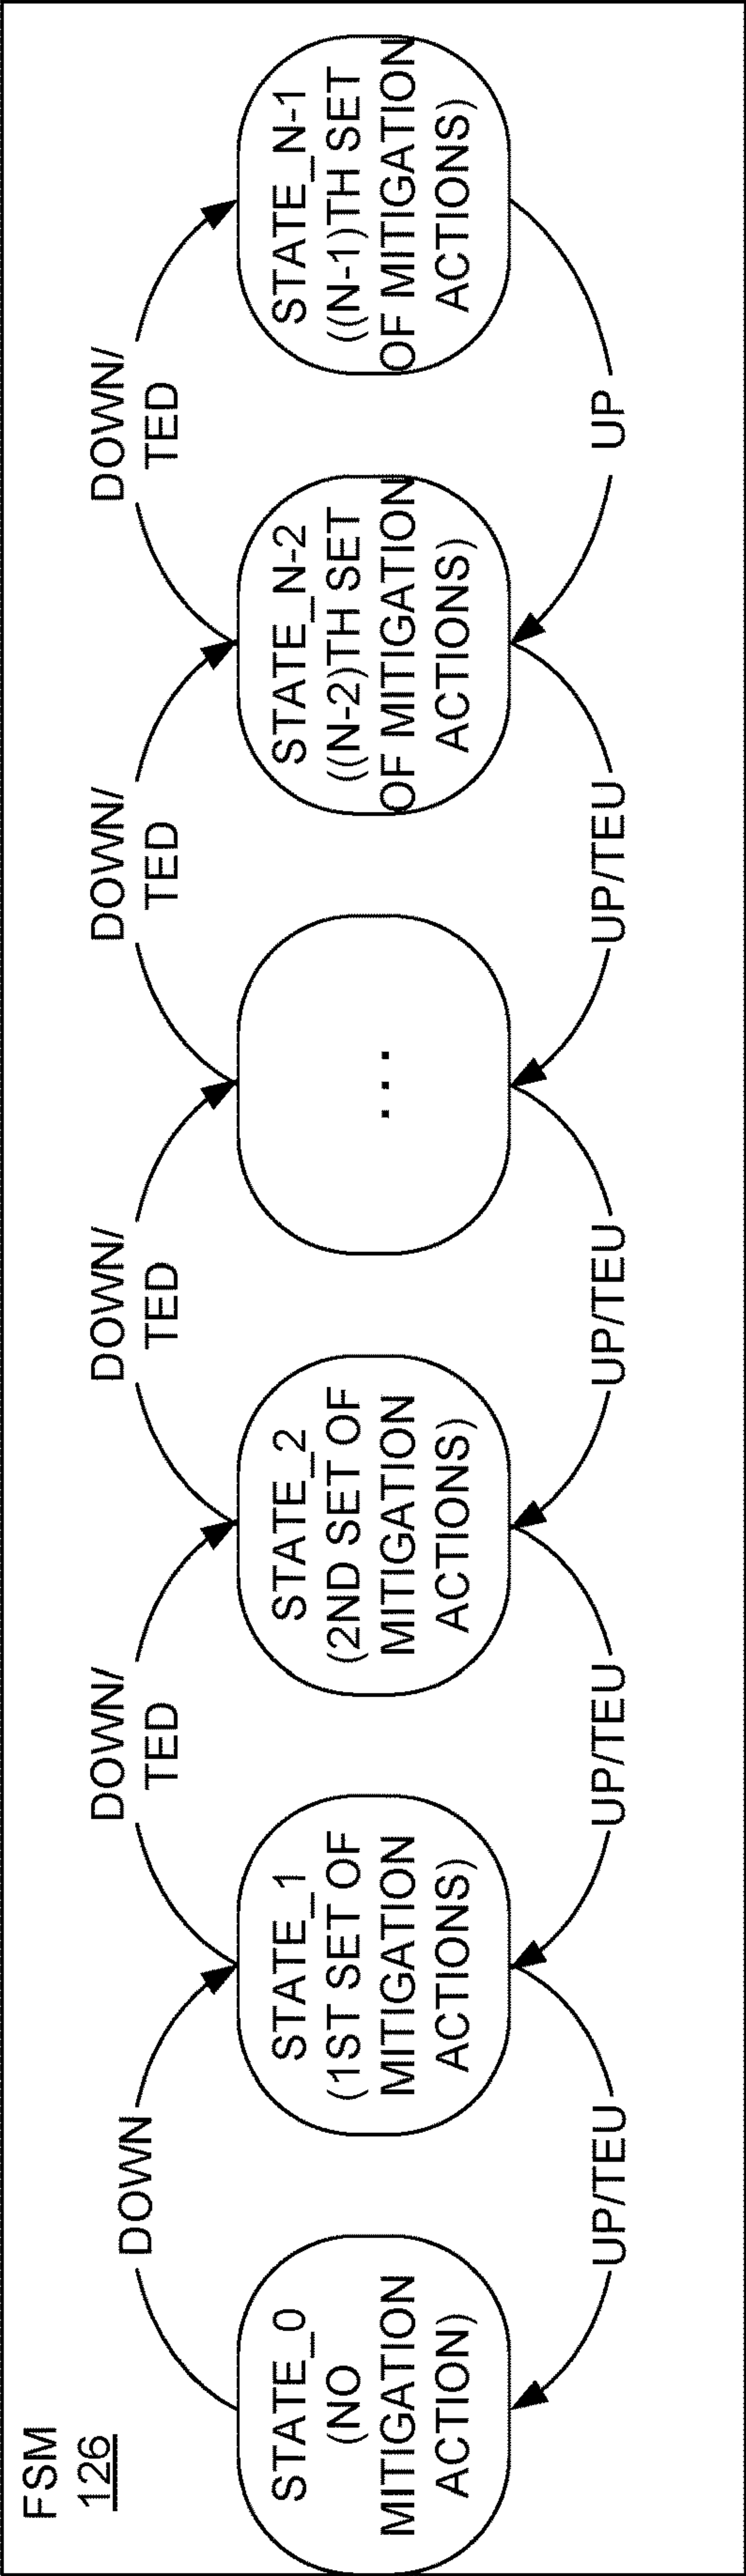 FSM
126
DOWN
DOWN/
TED
DOWN/
TED
DOWN/
TED
DOWN/
TED
STATE_0
(NO
MITIGATION
ACTION)
STATE_1
(1ST SET OF
MITIGATION
ACTIONS)
STATE_2
(2ND SET OF
MITIGATION
ACTIONS)
...
STATE_N-2
((N-2)TH SET
OF MITIGATION
ACTIONS)
STATE_N-1
((N-1)TH SET
OF MITIGATION
ACTIONS)
UP/TEU
UP/TEU
UP/TEU
UP/TEU
UP